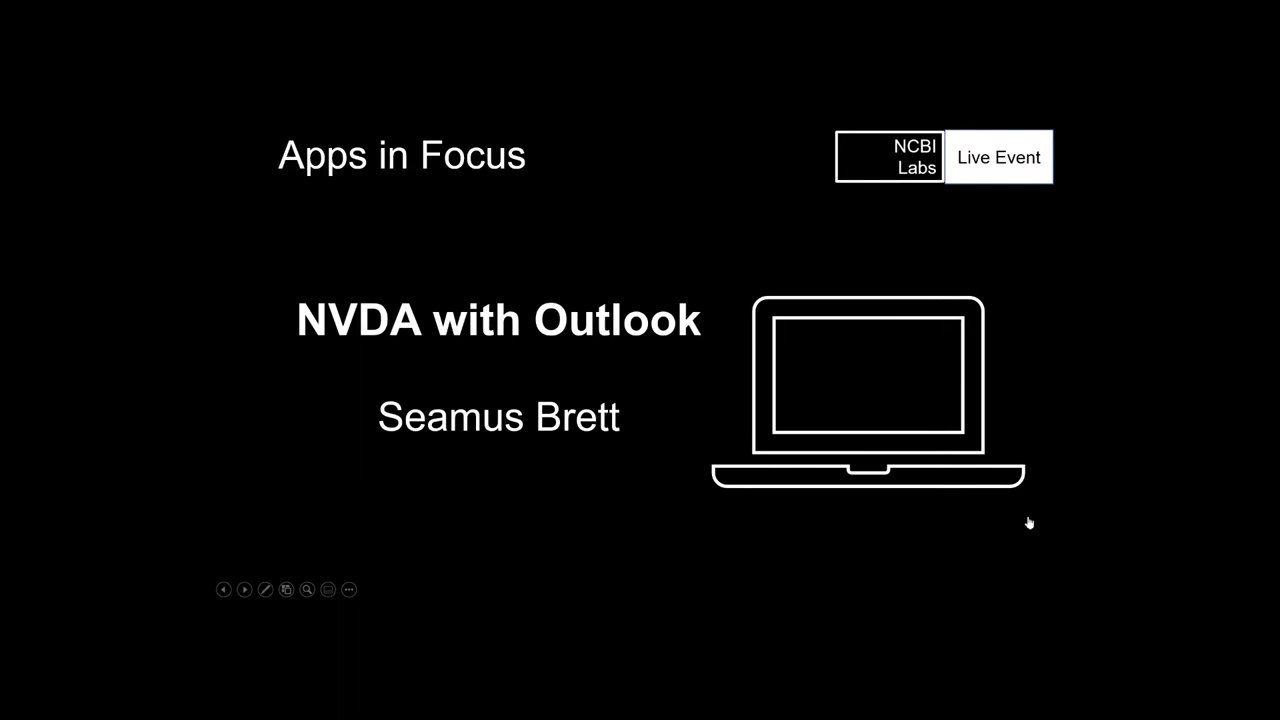 Apps in Focus
NCBI
Labs
Live Event
NVDA with Outlook
Seamus Brett